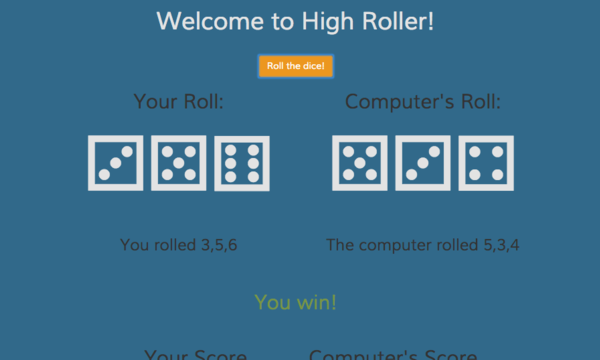 Welcome to High Roller!
Roll the dice!
Your Roll:
Computer's Roll:
You rolled 3,5,6
The computer rolled 5,3,4
You win!
Your Score
Computer's Score